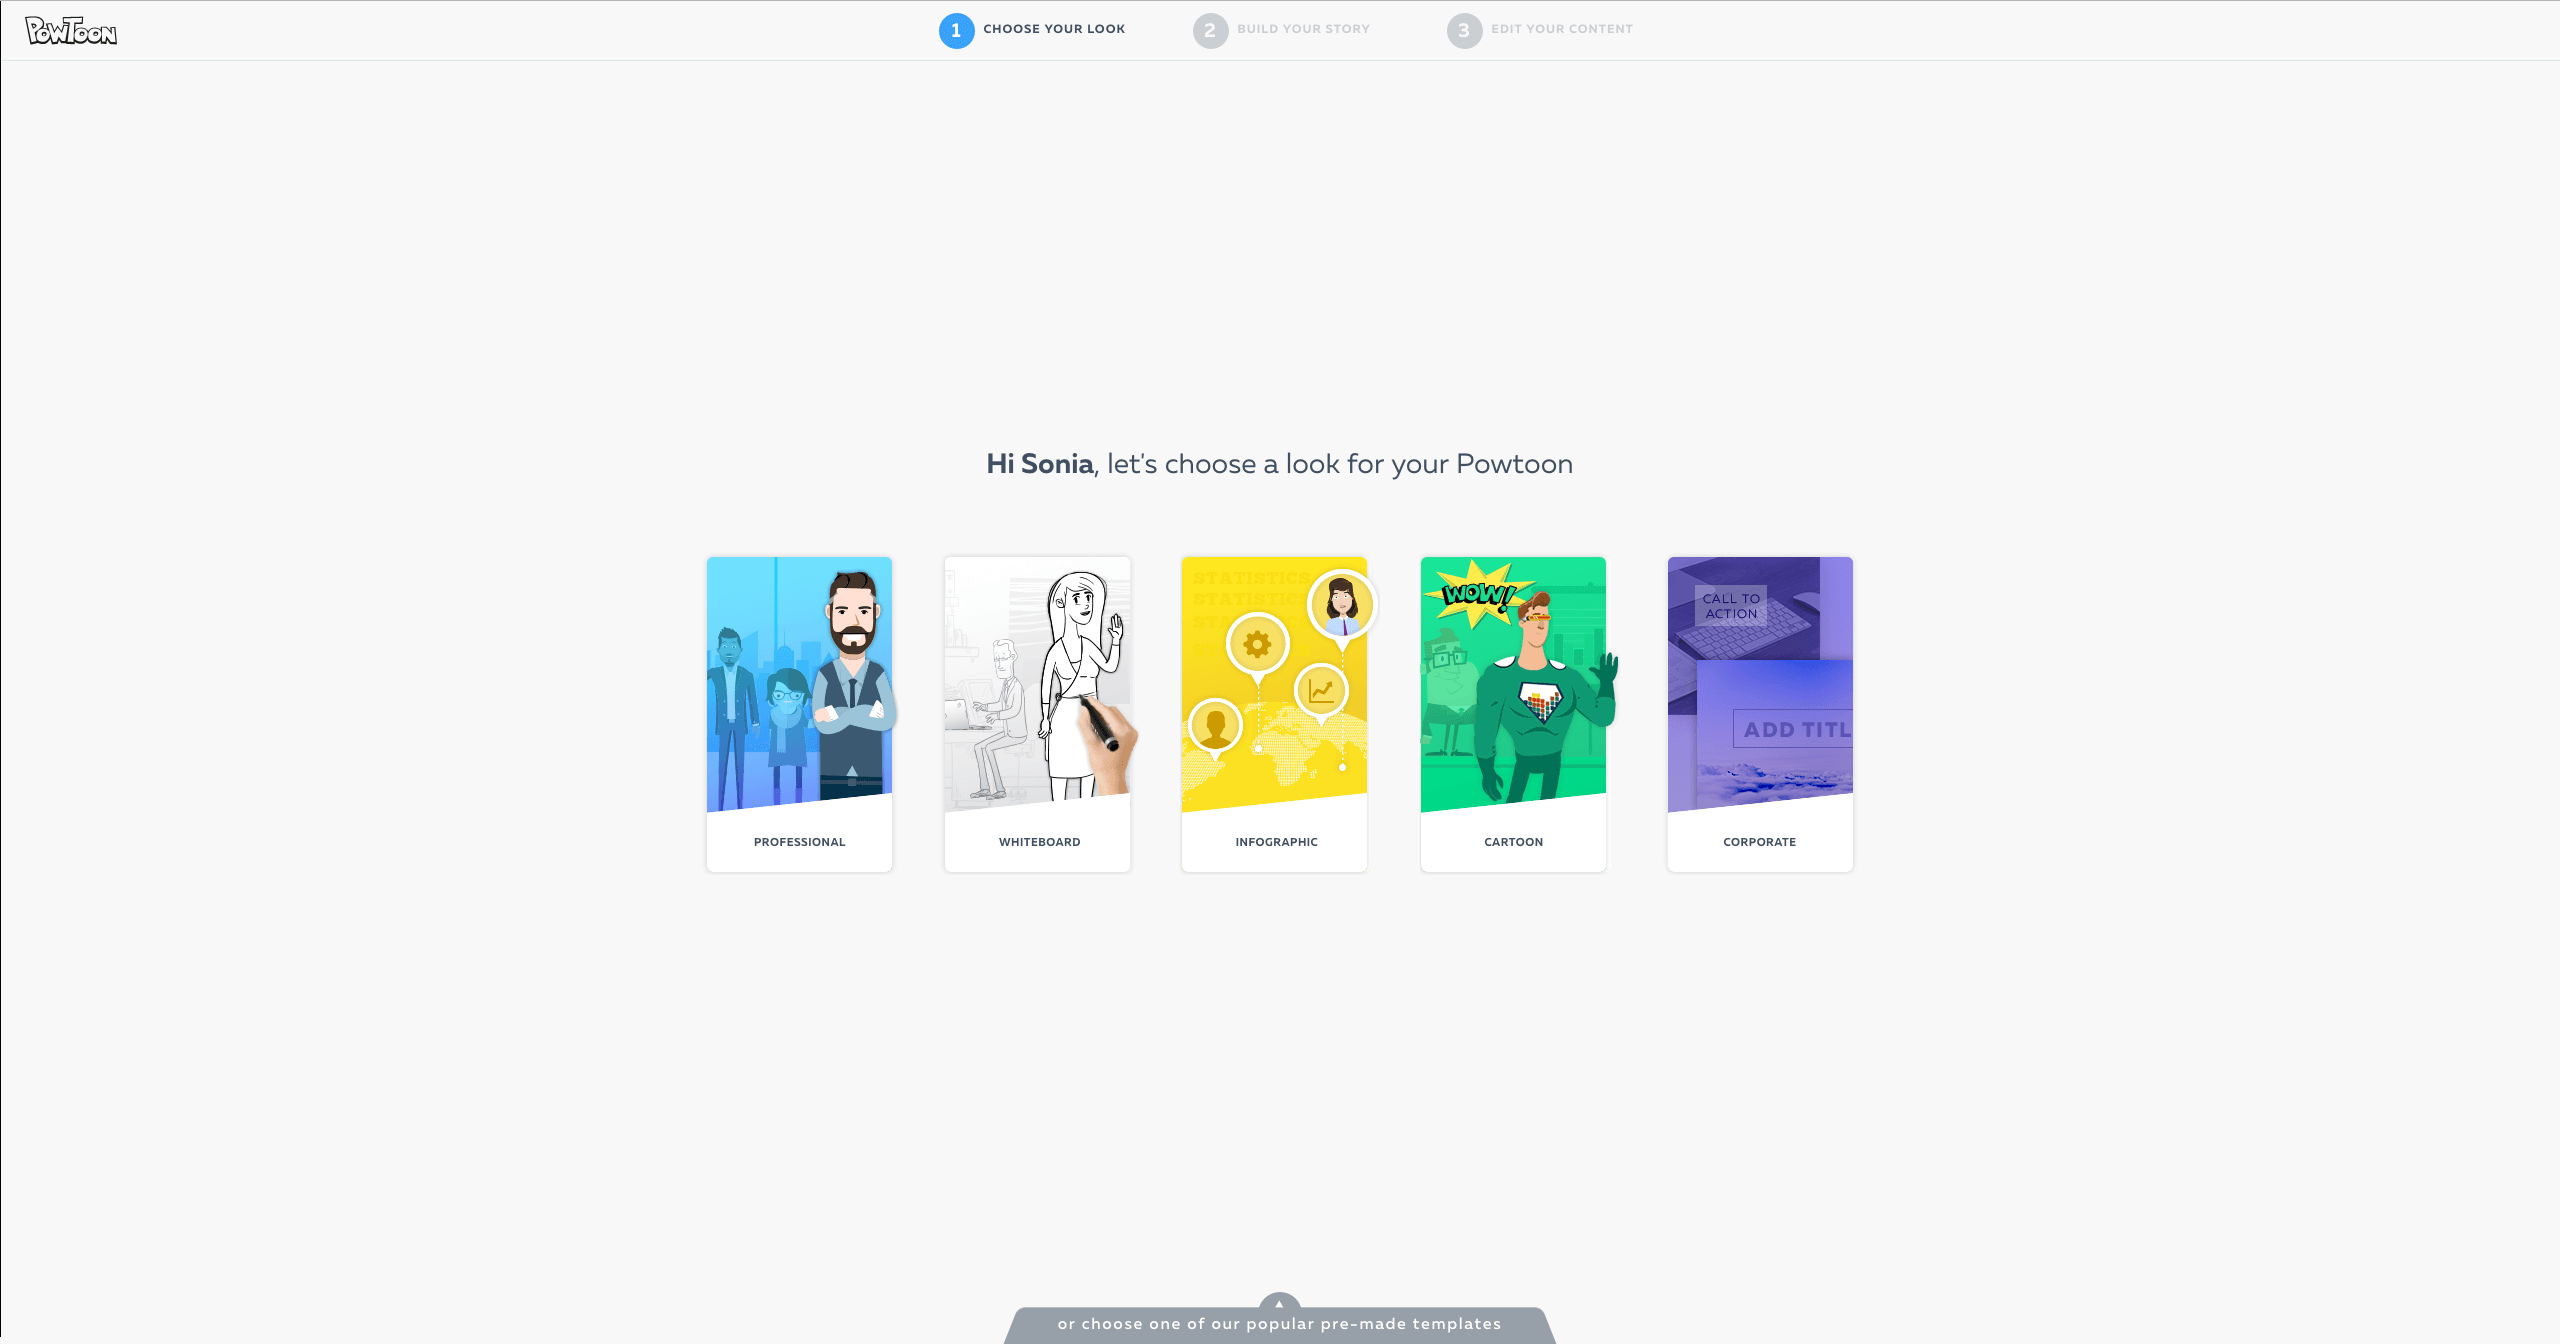 POWTOON
1 CHOOSE YOUR LOOK
2 BUILD YOUR STORY
3 EDIT YOUR CONTENT
Hi Sonia, let's choose a look for your Powtoon
WOW!
STATISTICS
STATISTICS
CALL TO
ACTION
ADD TITL
PROFESSIONAL
WHITEBOARD
INFOGRAPHIC
CARTOON
CORPORATE
or choose one of our popular pre-made templates